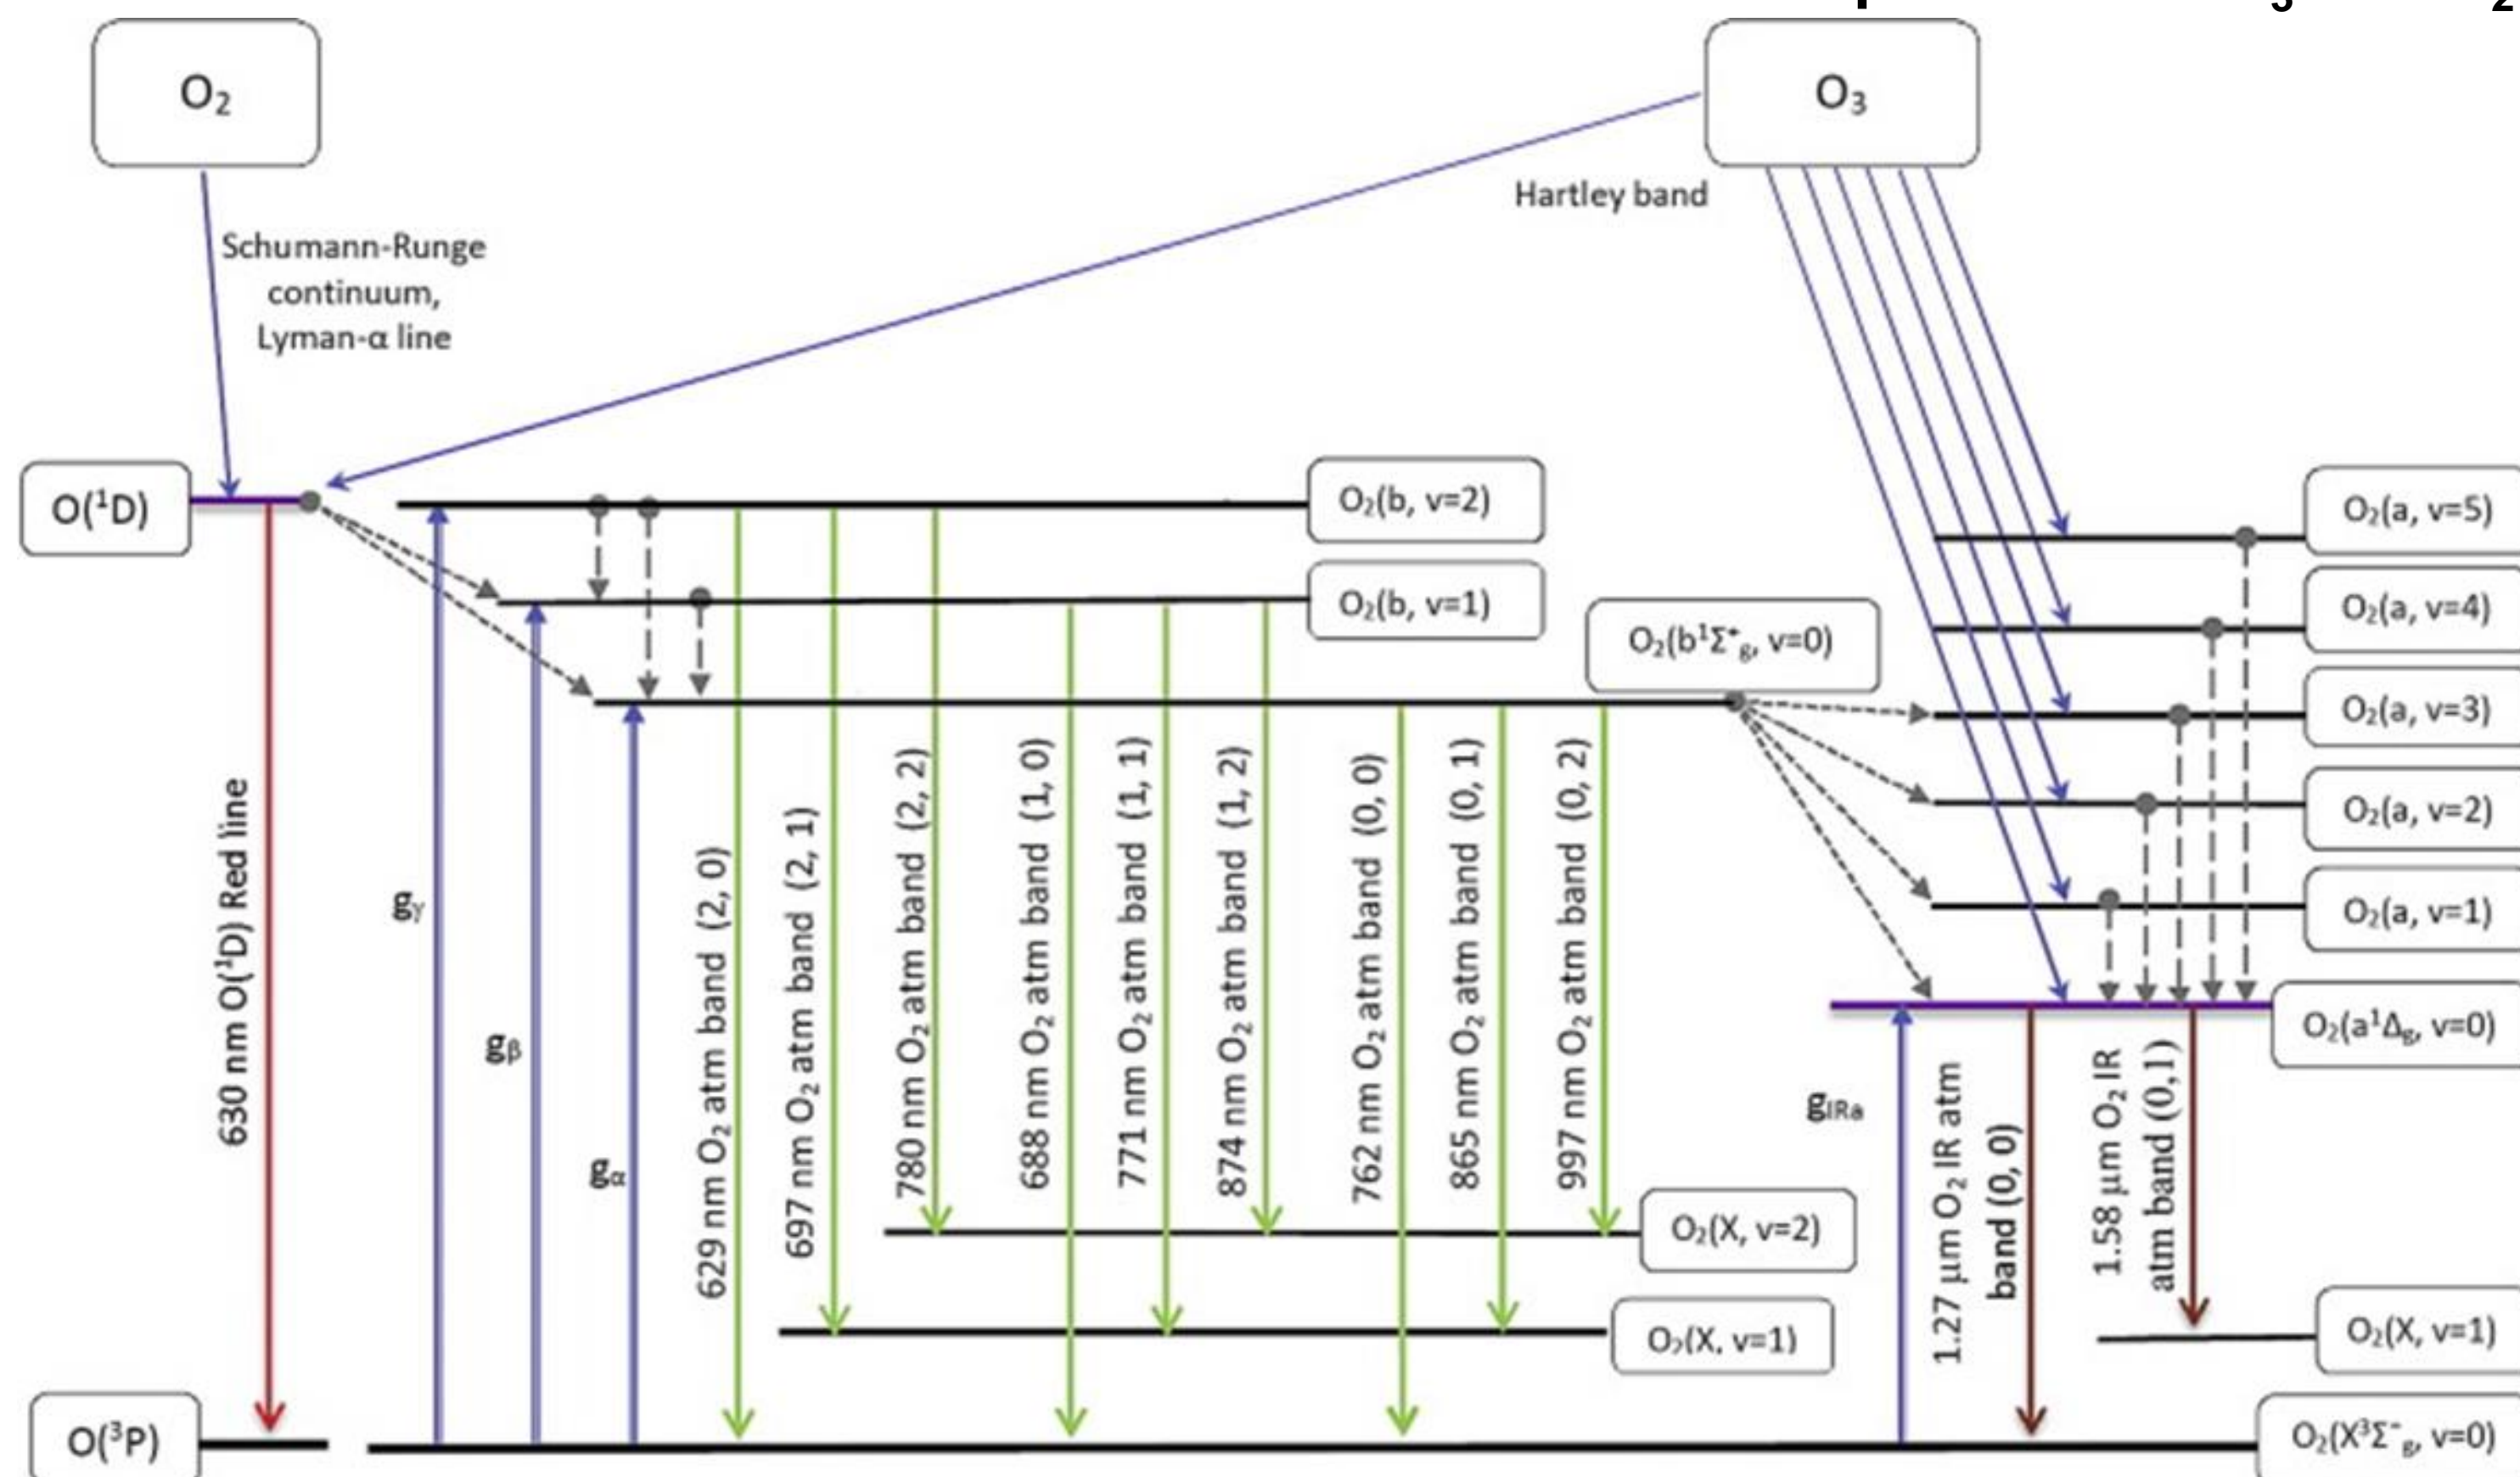 3
2
O₂
O₃
Hartley band
Schumann-Runge
continuum,
Lyman-α line
O(¹D)
O₂(b, v=2)
O₂(b, v=1)
O₂(b¹Σ⁺g, v=0)
O₂(a, v=5)
O₂(a, v=4)
O₂(a, v=3)
O₂(a, v=2)
O₂(a, v=1)
O₂(a¹Δg, v=0)
630 nm O(¹D) Red line
gγ
gβ
gα
629 nm O₂ atm band (2, 0)
697 nm O₂ atm band (2, 1)
780 nm O₂ atm band (2, 2)
688 nm O₂ atm band (1, 0)
771 nm O₂ atm band (1, 1)
874 nm O₂ atm band (1, 2)
762 nm O₂ atm band (0, 0)
865 nm O₂ atm band (0, 1)
997 nm O₂ atm band (0, 2)
gIRa
1.27 μm O₂ IR atm
band (0, 0)
1.58 μm O₂ IR
atm band (0,1)
O₂(X, v=2)
O₂(X, v=1)
O₂(X, v=1)
O(³P)
O₂(X³Σ⁻g, v=0)